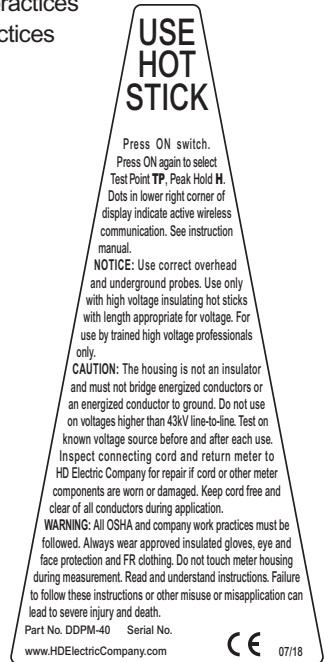 practices
ctices
USE
HOT
STICK
Press ON switch.
Press ON again to select
Test Point TP, Peak Hold H.
Dots in lower right corner of
display indicate active wireless
communication. See instruction
manual.
NOTICE: Use correct overhead
and underground probes. Use only
with high voltage insulating hot sticks
with length appropriate for voltage. For
use by trained high voltage professionals
only.
CAUTION: The housing is not an insulator
and must not bridge energized conductors or
an energized conductor to ground. Do not use
on voltages higher than 43kV line-to-line. Test on
known voltage source before and after each use.
Inspect connecting cord and return meter to
HD Electric Company for repair if cord or other meter
components are worn or damaged. Keep cord free and
clear of all conductors during application.
WARNING: All OSHA and company work practices must be
followed. Always wear approved insulated gloves, eye and
face protection and FR clothing. Do not touch meter housing
during measurement. Read and understand instructions. Failure
to follow these instructions or other misuse or misapplication can
lead to severe injury and death.
Part No. DDPM-40 Serial No.
www.HDElectricCompany.com CE 07/18